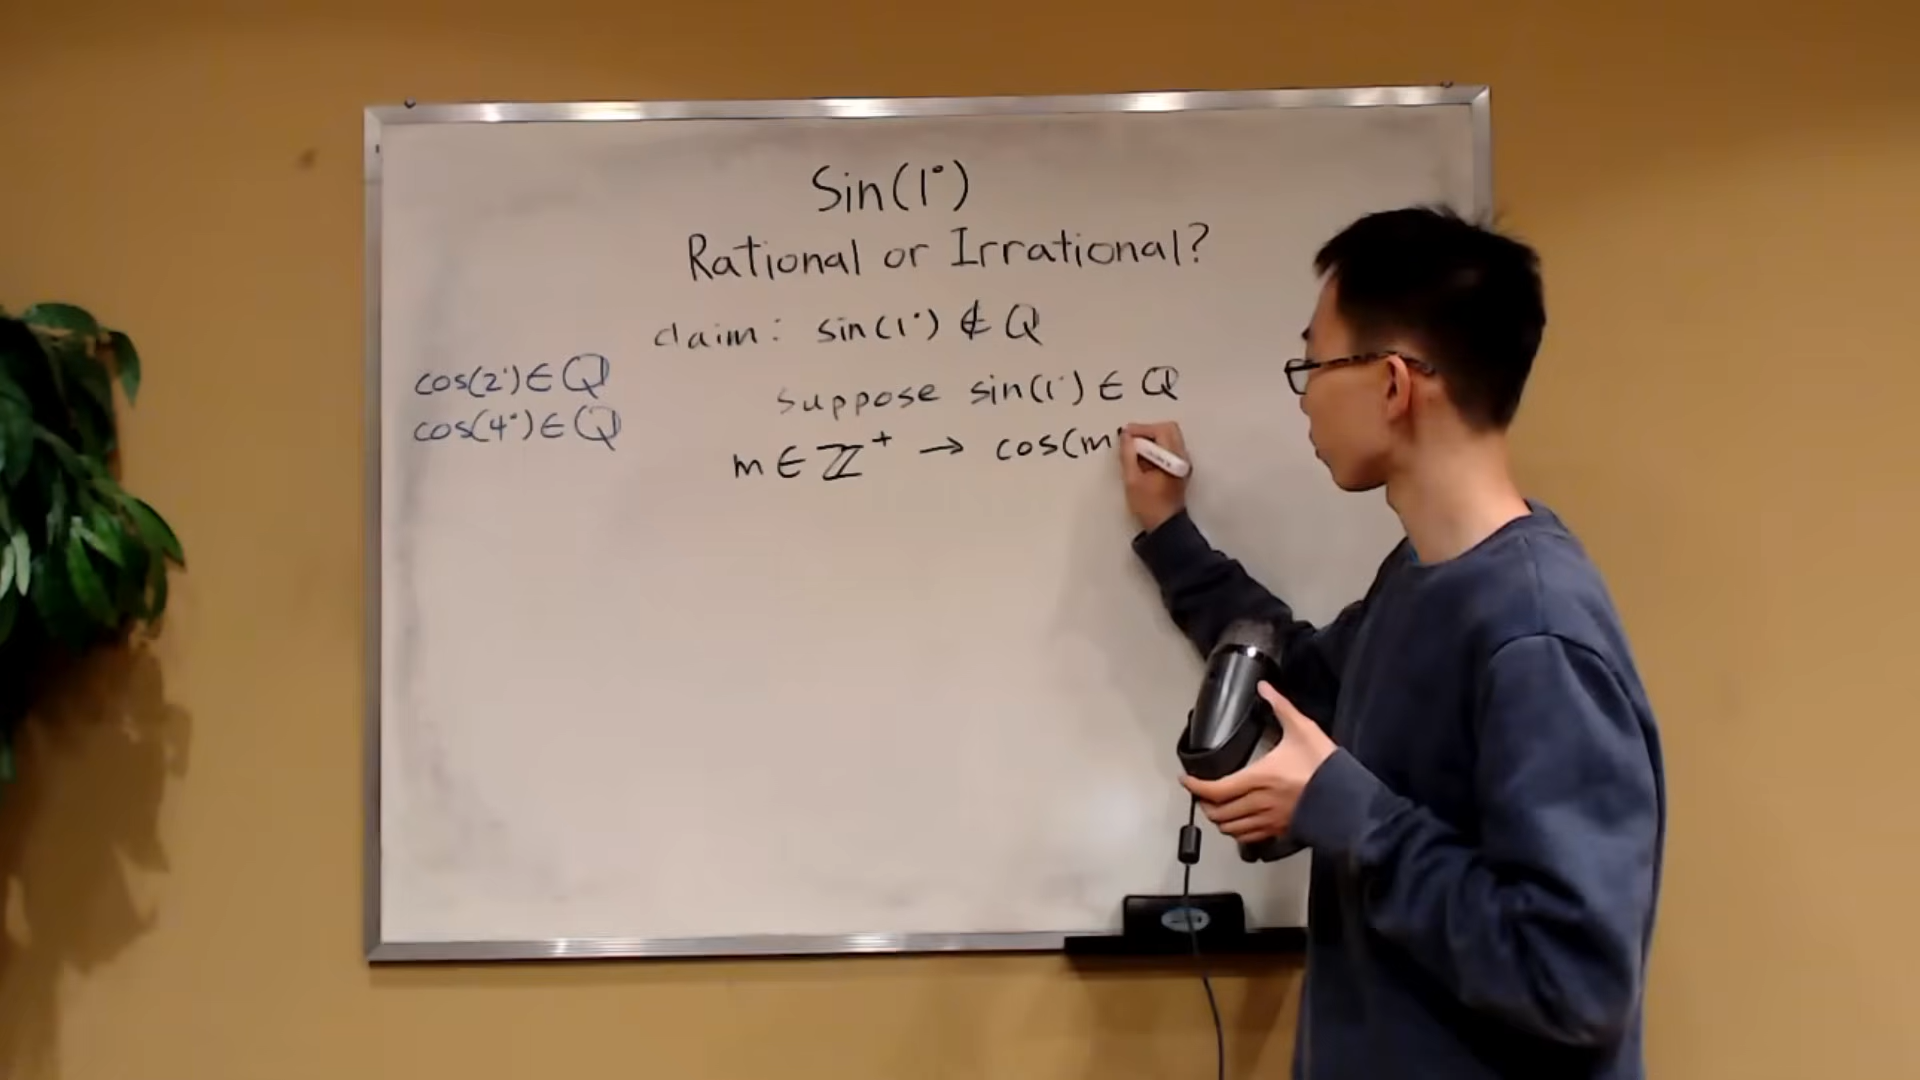 Sin(1°)
Rational or Irrational?
claim: sin(1°) ∉ ℚ
cos(2°) ∈ ℚ
cos(4°) ∈ ℚ
suppose sin(1°) ∈ ℚ
m ∈ ℤ⁺ → cos(m